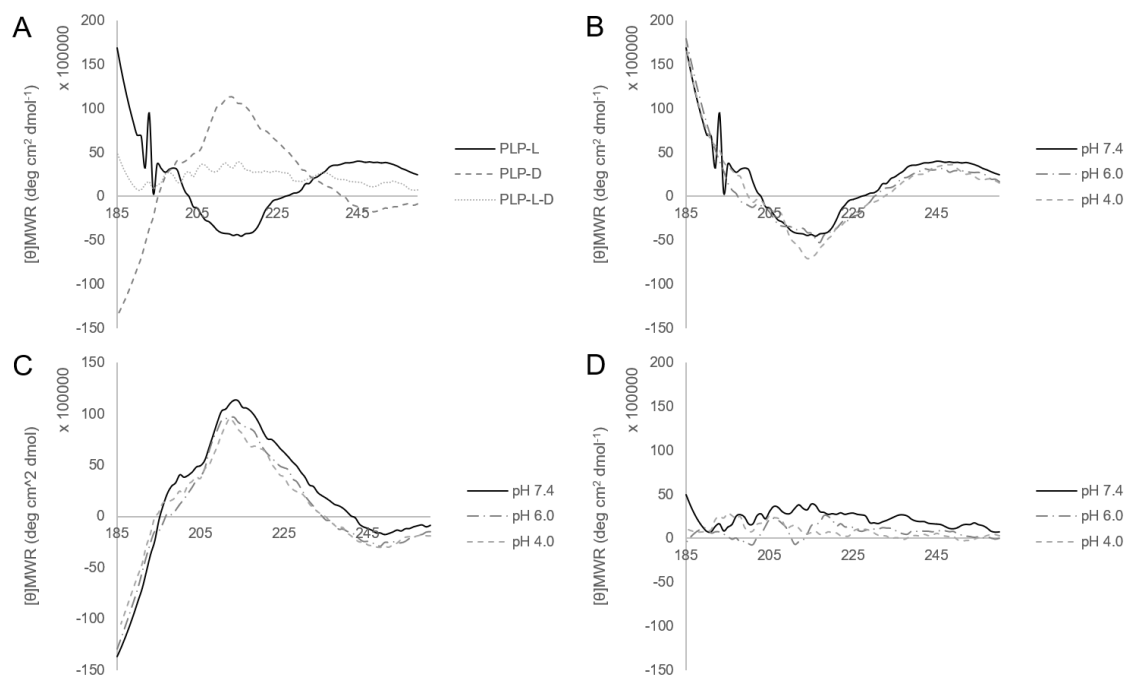 A
[θ]MWR (deg cm² dmol⁻¹)
x 100000
200
150
100
50
0
-50
-100
-150
185
205
225
245
PLP-L
PLP-D
PLP-L-D
B
[θ]MWR (deg cm² dmol⁻¹)
x 100000
200
150
100
50
0
-50
-100
-150
185
205
225
245
pH 7.4
pH 6.0
pH 4.0
C
[θ]MWR (deg cm^2 dmol)
x 100000
150
100
50
0
-50
-100
-150
185
205
225
245
pH 7.4
pH 6.0
pH 4.0
D
[θ]MWR (deg cm² dmol⁻¹)
x 100000
200
150
100
50
0
-50
-100
-150
185
205
225
245
pH 7.4
pH 6.0
pH 4.0